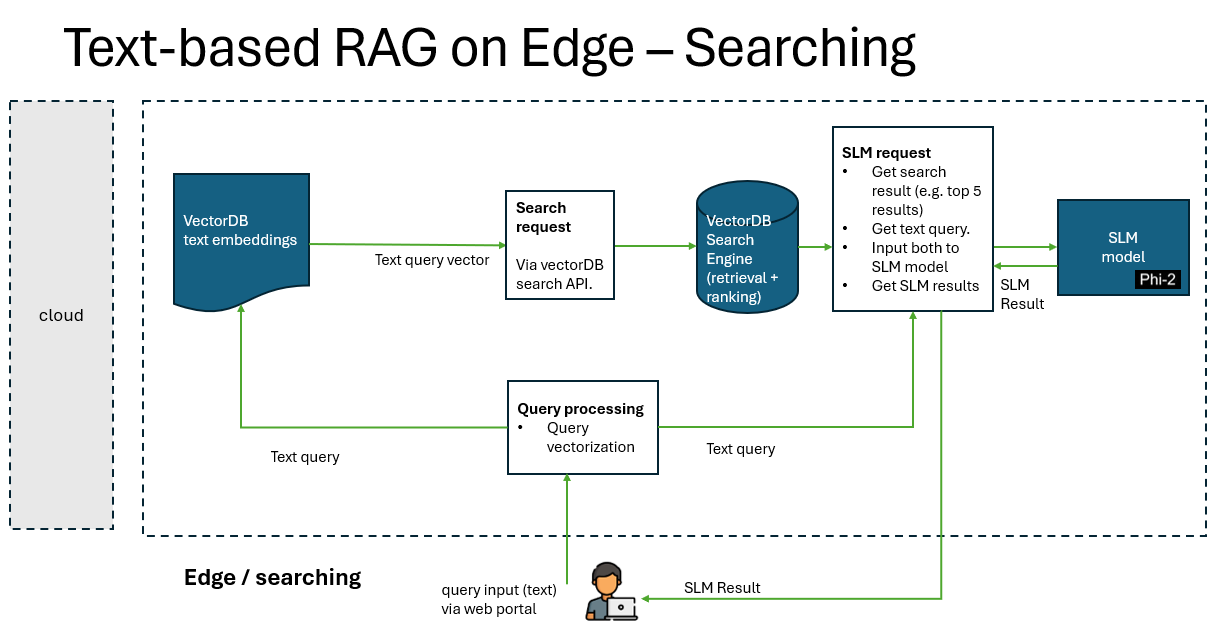 Text-based RAG on Edge – Searching
cloud
VectorDB
text embeddings
Text query vector
Search
request
Via vectorDB
search API.
VectorDB
Search
Engine
(retrieval +
ranking)
SLM request
• Get search
result (e.g. top 5
results)
• Get text query.
• Input both to
SLM model
• Get SLM results
SLM
model
Phi-2
SLM
Result
Query processing
• Query
vectorization
Text query
Text query
Edge / searching
query input (text)
via web portal
SLM Result